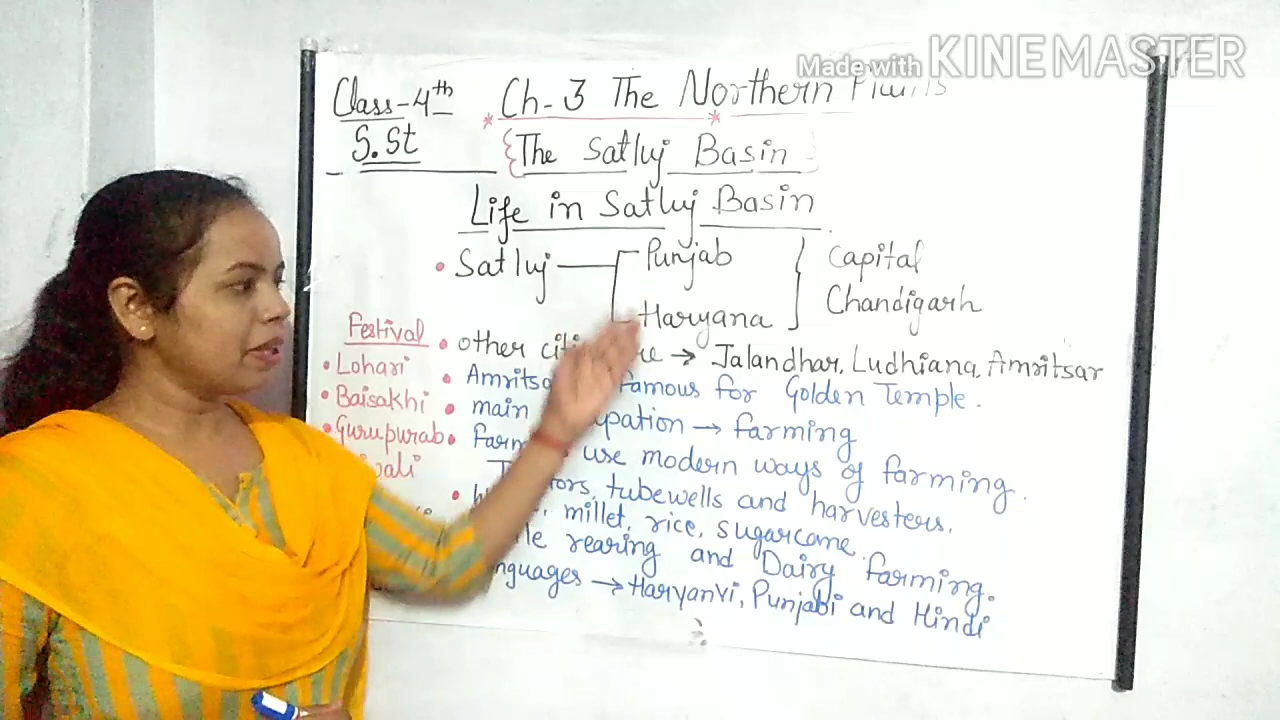 Made with KINEMASTER
Class-4th
S.St
Ch-3 The Northern
{The Satluj Basin
Life in Satluj Basin
• Satluj
Punjab
Haryana
Capital
Chandigarh
Festival
• Lohari
• Baisakhi
• Gurupurab
• other → Jalandhar, Ludhiana, Amritsar
• famous for Golden Temple.
• main → farming
• use modern ways of farming.
tubewells and harvesters.
• millet, rice, sugarcane.
rearing and Dairy farming.
→ Haryanvi, Punjabi and Hindi